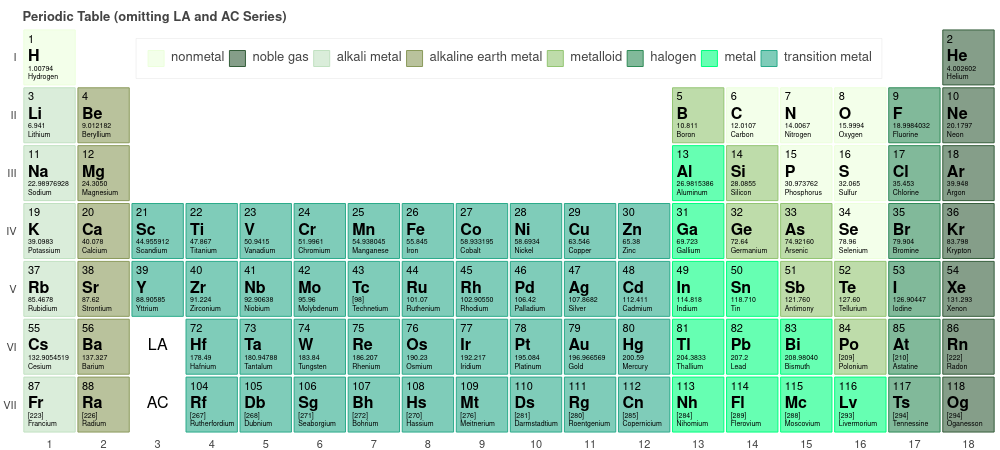 Periodic Table (omitting LA and AC Series)
nonmetal noble gas alkali metal alkaline earth metal metalloid halogen metal transition metal
I
1 2
H He
1.00794 4.002602
Hydrogen Helium
II
3 4 5 6 7 8 9 10
Li Be B C N O F Ne
6.941 9.012182 10.811 12.0107 14.0067 15.9994 18.9984032 20.1797
Lithium Beryllium Boron Carbon Nitrogen Oxygen Fluorine Neon
III
11 12 13 14 15 16 17 18
Na Mg Al Si P S Cl Ar
22.98976928 24.3050 26.9815386 28.0855 30.973762 32.065 35.453 39.948
Sodium Magnesium Aluminum Silicon Phosphorus Sulfur Chlorine Argon
IV
19 20 21 22 23 24 25 26 27 28 29 30 31 32 33 34 35 36
K Ca Sc Ti V Cr Mn Fe Co Ni Cu Zn Ga Ge As Se Br Kr
39.0983 40.078 44.955912 47.867 50.9415 51.9961 54.938045 55.845 58.933195 58.6934 63.546 65.38 69.723 72.64 74.92160 78.96 79.904 83.798
Potassium Calcium Scandium Titanium Vanadium Chromium Manganese Iron Cobalt Nickel Copper Zinc Gallium Germanium Arsenic Selenium Bromine Krypton
V
37 38 39 40 41 42 43 44 45 46 47 48 49 50 51 52 53 54
Rb Sr Y Zr Nb Mo Tc Ru Rh Pd Ag Cd In Sn Sb Te I Xe
85.4678 87.62 88.90585 91.224 92.90638 95.96 [98] 101.07 102.90550 106.42 107.8682 112.411 114.818 118.710 121.760 127.60 126.90447 131.293
Rubidium Strontium Yttrium Zirconium Niobium Molybdenum Technetium Ruthenium Rhodium Palladium Silver Cadmium Indium Tin Antimony Tellurium Iodine Xenon
VI
55 56 72 73 74 75 76 77 78 79 80 81 82 83 84 85 86
Cs Ba LA Hf Ta W Re Os Ir Pt Au Hg Tl Pb Bi Po At Rn
132.9054519 137.327 178.49 180.94788 183.84 186.207 190.23 192.217 195.084 196.966569 200.59 204.3833 207.2 208.98040 [209] [210] [222]
Cesium Barium Hafnium Tantalum Tungsten Rhenium Osmium Iridium Platinum Gold Mercury Thallium Lead Bismuth Polonium Astatine Radon
VII
87 88 104 105 106 107 108 109 110 111 112 113 114 115 116 117 118
Fr Ra AC Rf Db Sg Bh Hs Mt Ds Rg Cn Nh Fl Mc Lv Ts Og
[223] [226] [267] [268] [271] [272] [270] [276] [281] [280] [285] [284] [289] [288] [293] [294] [294]
Francium Radium Rutherfordium Dubnium Seaborgium Bohrium Hassium Meitnerium Darmstadtium Roentgenium Copernicium Nihomium Flerovium Moscovium Livermorium Tennessine Oganesson
1 2 3 4 5 6 7 8 9 10 11 12 13 14 15 16 17 18